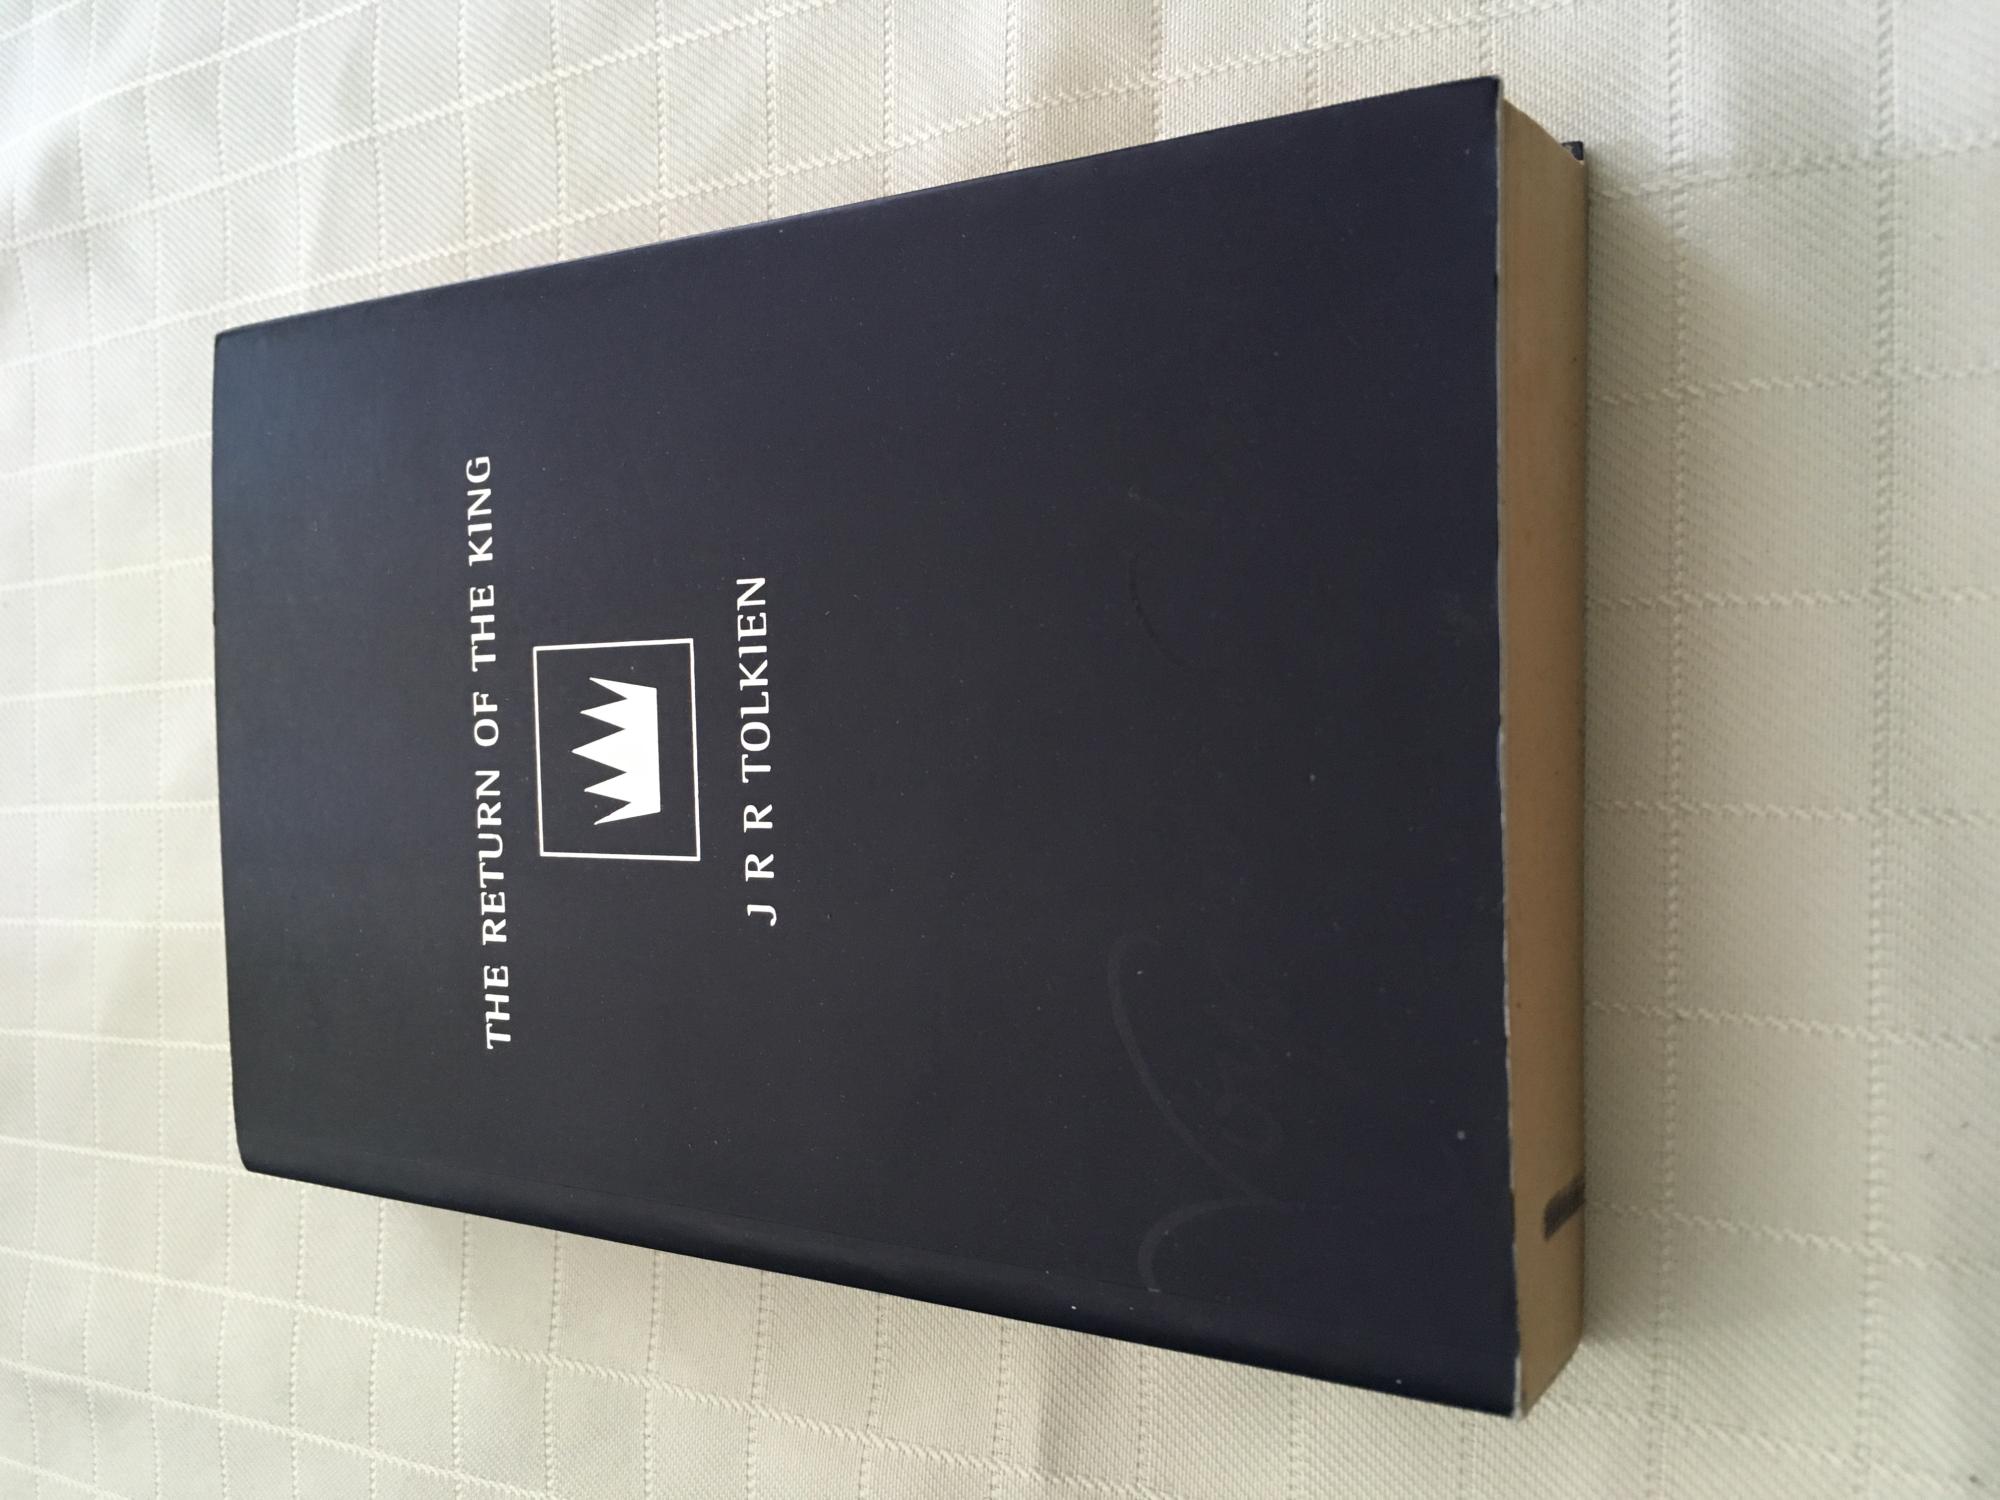 THE RETURN OF THE KING
J R R TOLKIEN